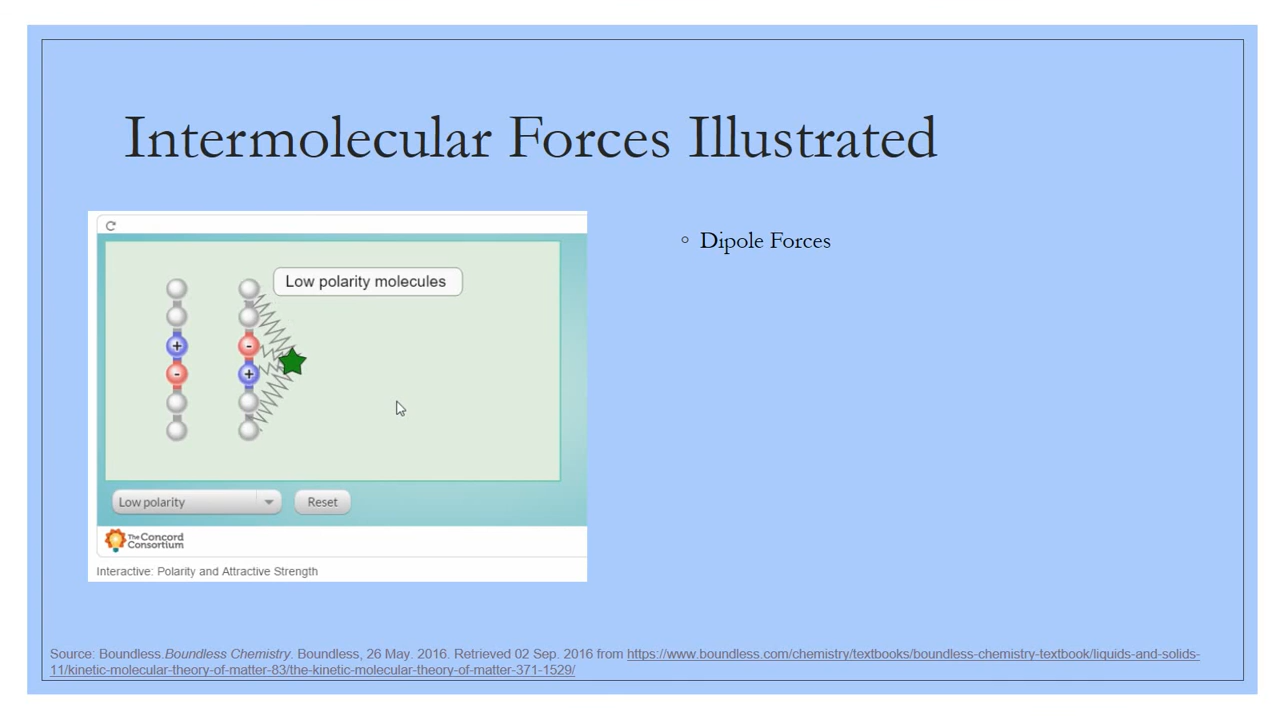 Intermolecular Forces Illustrated
Low polarity molecules
+ -
- +
Low polarity
Reset
The Concord
Consortium
Interactive: Polarity and Attractive Strength
◦ Dipole Forces
Source: Boundless.Boundless Chemistry. Boundless, 26 May. 2016. Retrieved 02 Sep. 2016 from https://www.boundless.com/chemistry/textbooks/boundless-chemistry-textbook/liquids-and-solids-
11/kinetic-molecular-theory-of-matter-83/the-kinetic-molecular-theory-of-matter-371-1529/